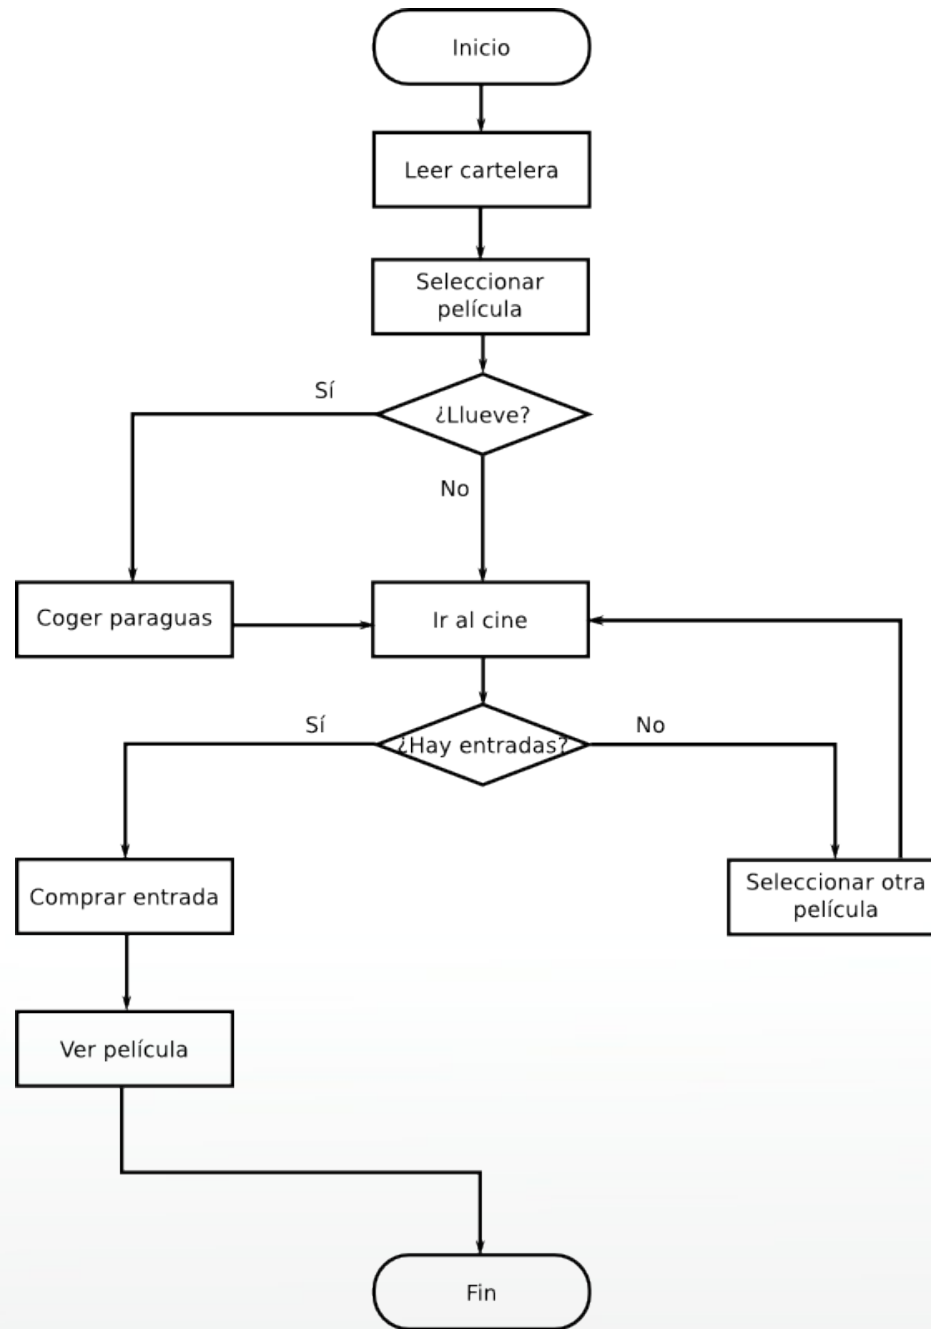 Inicio
Leer cartelera
Seleccionar
película
Sí
¿Llueve?
No
Coger paraguas
Ir al cine
Sí
¿Hay entradas?
No
Comprar entrada
Seleccionar otra
película
Ver película
Fin